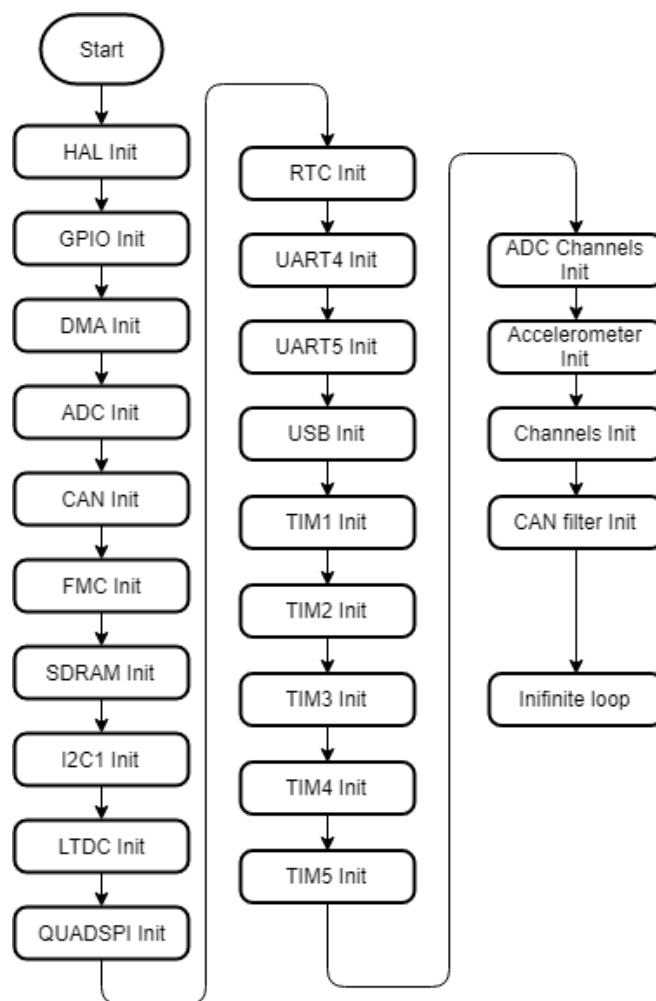 Start
HAL Init
GPIO Init
DMA Init
ADC Init
CAN Init
FMC Init
SDRAM Init
I2C1 Init
LTDC Init
QUADSPI Init
RTC Init
UART4 Init
UART5 Init
USB Init
TIM1 Init
TIM2 Init
TIM3 Init
TIM4 Init
TIM5 Init
ADC Channels
Init
Accelerometer
Init
Channels Init
CAN filter Init
Inifinite loop